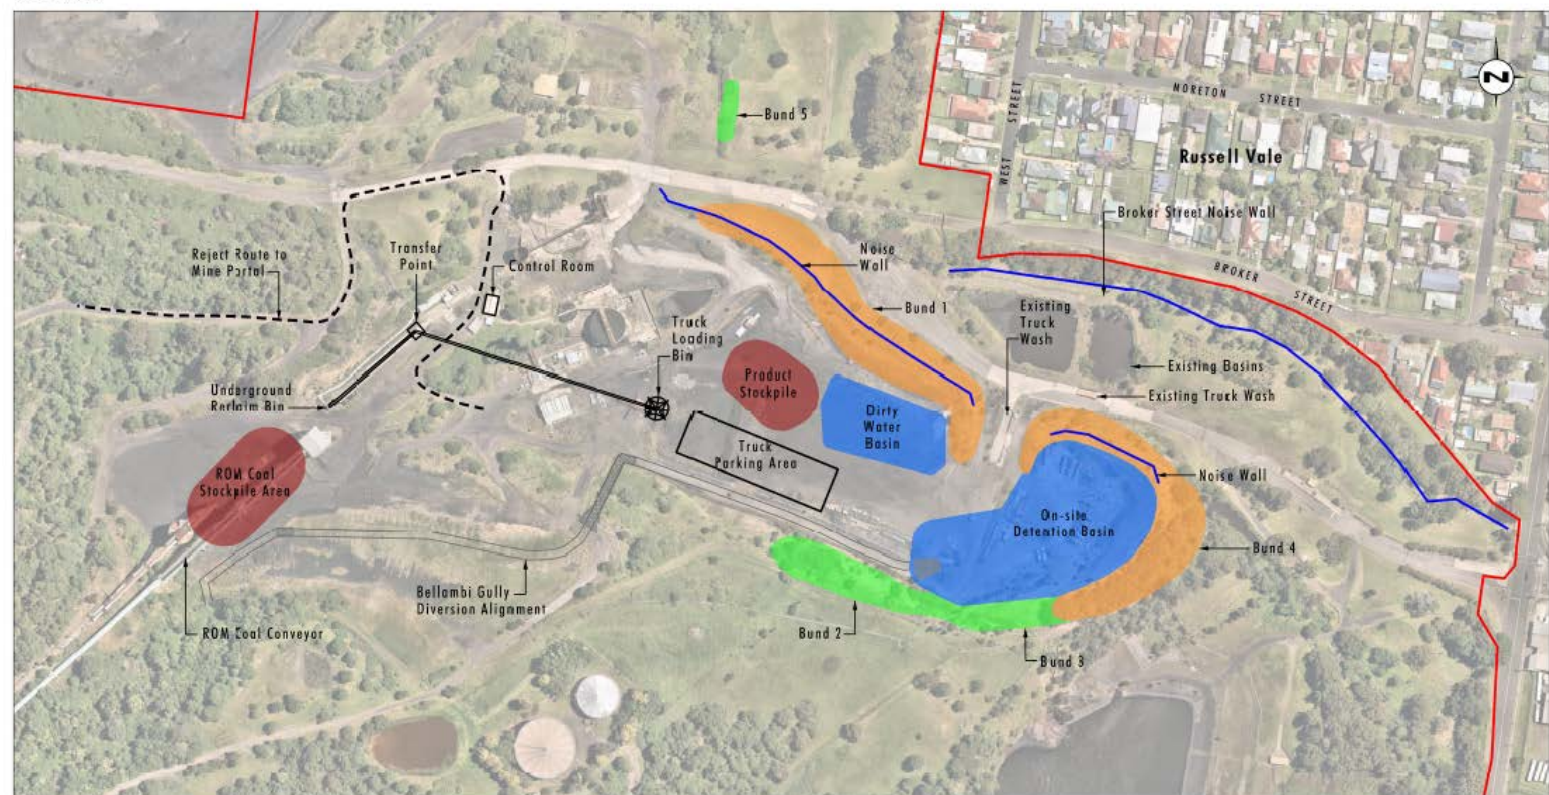 N
MORETON STREET
Bund 5
WEST STREET
Russell Vale
Broker Street Noise Wall
Reject Route to
Mine Portal
Transfer
Point
Control Room
Noise
Wall
BROKER STREET
Bund 1
Existing
Truck
Wash
Truck
Loading
Bin
Existing Basins
Product
Stockpile
Underground
Reclaim Bin
Existing Truck Wash
Dirty
Water
Basin
Truck
Parking Area
ROM Coal
Stockpile Area
Noise Wall
On-site
Detention Basin
Bund 4
Bellambi Gully
Diversion Alignment
ROM Coal Conveyor
Bund 2
Bund 3